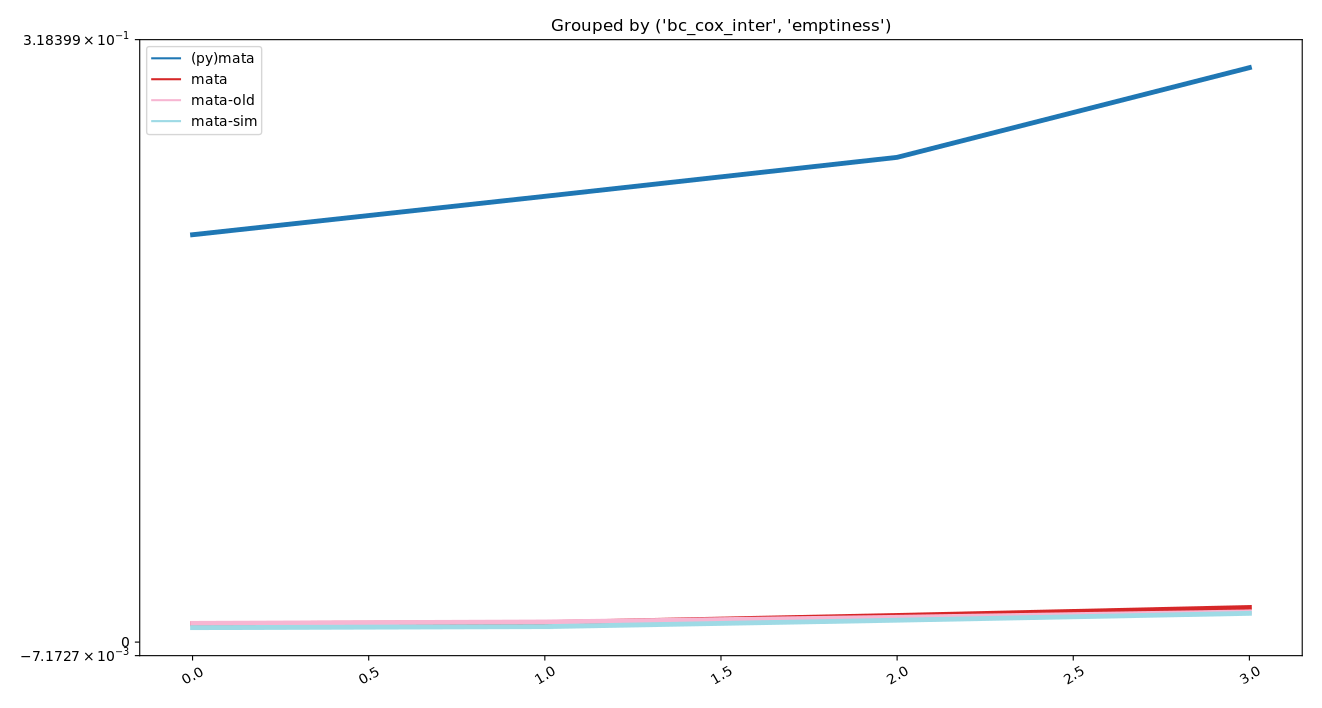 Grouped by ('bc_cox_inter', 'emptiness')
3.18399 × 10⁻¹
(py)mata
mata
mata-old
mata-sim
0
−7.1727 × 10⁻³
0.0
0.5
1.0
1.5
2.0
2.5
3.0